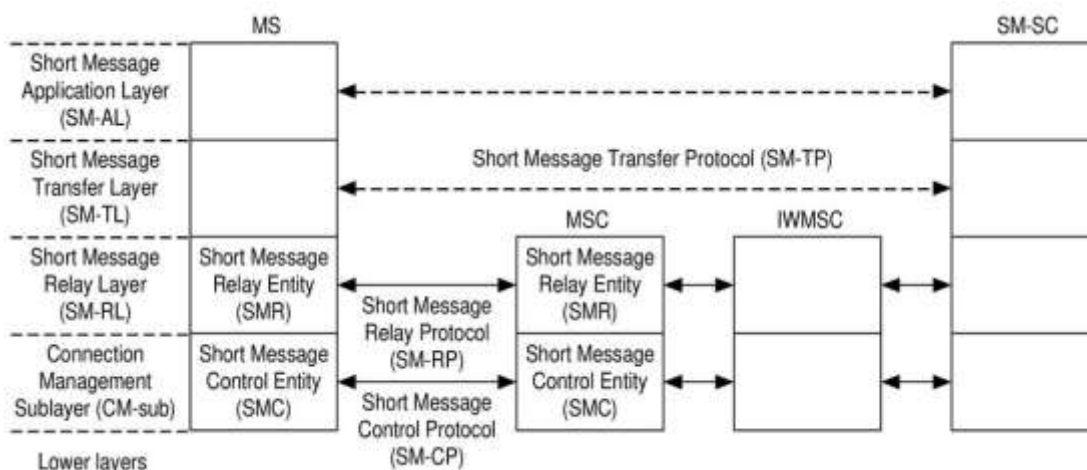 MS
SM-SC
Short Message
Application Layer
(SM-AL)
Short Message
Transfer Layer
(SM-TL)
Short Message Transfer Protocol (SM-TP)
MSC
IWMSC
Short Message
Relay Layer
(SM-RL)
Short Message
Relay Entity
(SMR)
Short Message
Relay Protocol
(SM-RP)
Short Message
Relay Entity
(SMR)
Connection
Management
Sublayer (CM-sub)
Short Message
Control Entity
(SMC)
Short Message
Control Protocol
(SM-CP)
Short Message
Control Entity
(SMC)
Lower layers